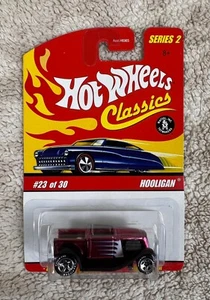 SERIES 2
Hot Wheels
Classics
#23 of 30
HOOLIGAN